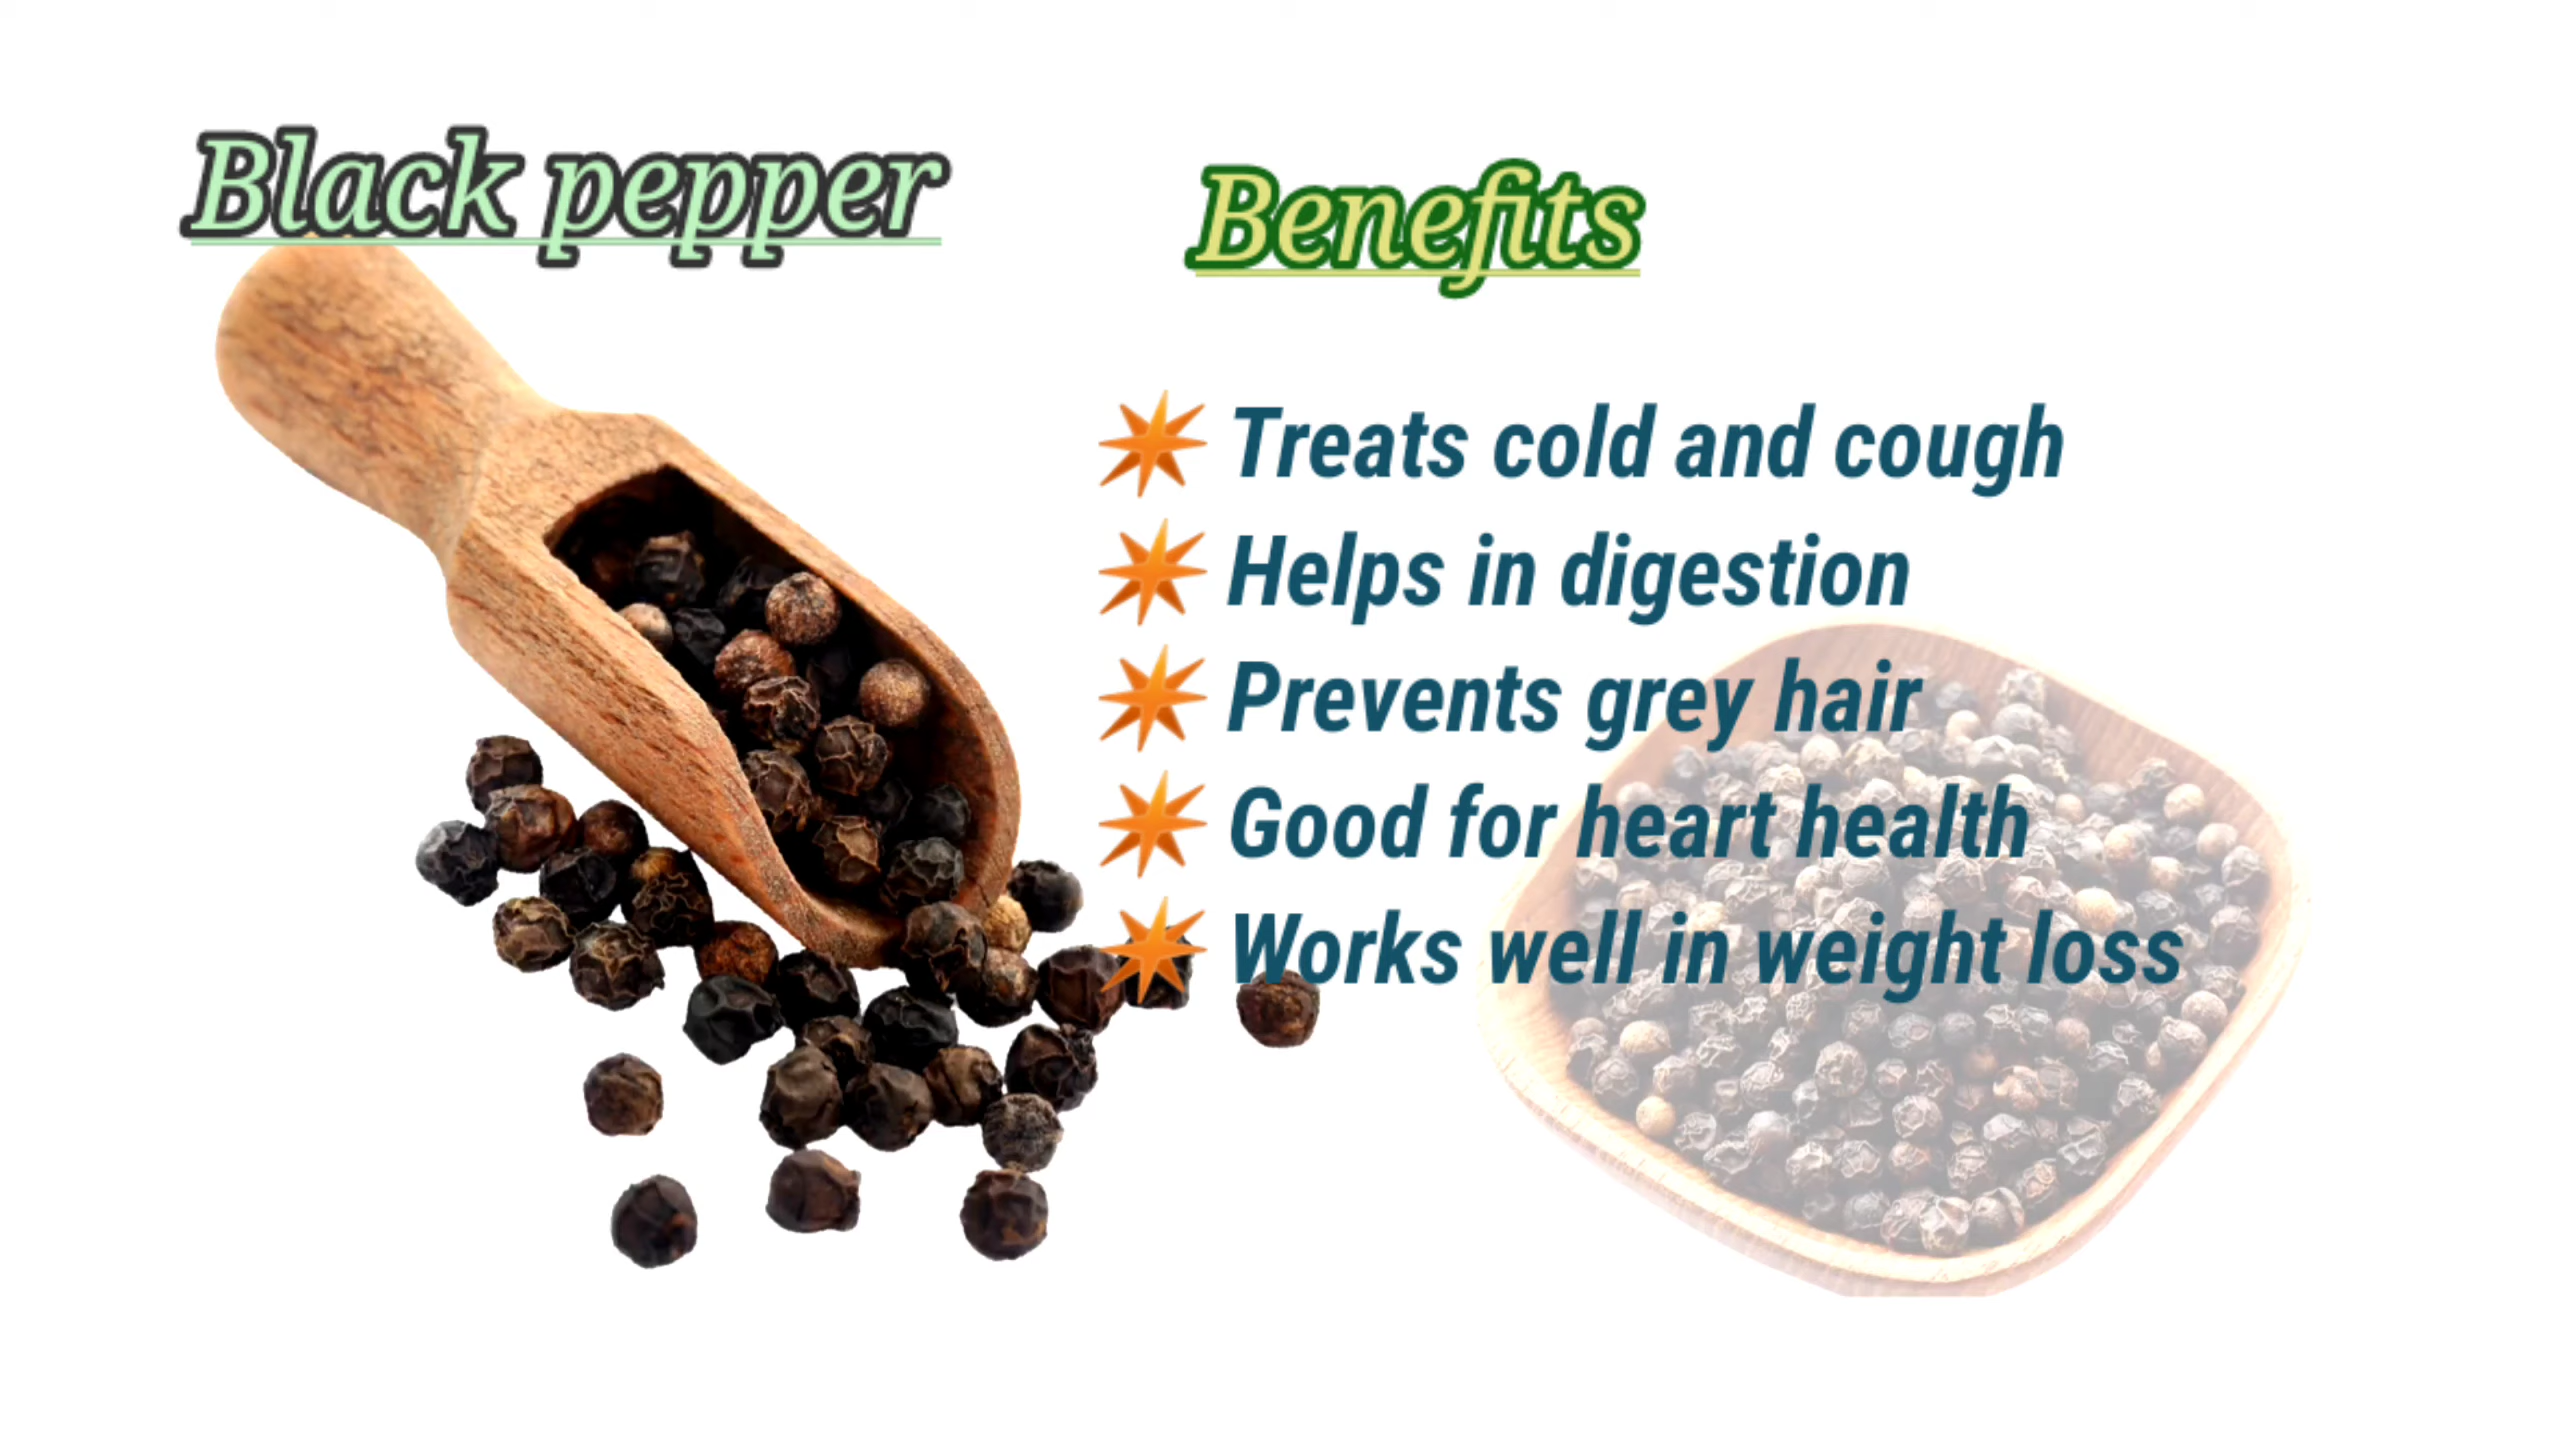 Black pepper
Benefits
Treats cold and cough
Helps in digestion
Prevents grey hair
Good for heart health
Works well in weight loss